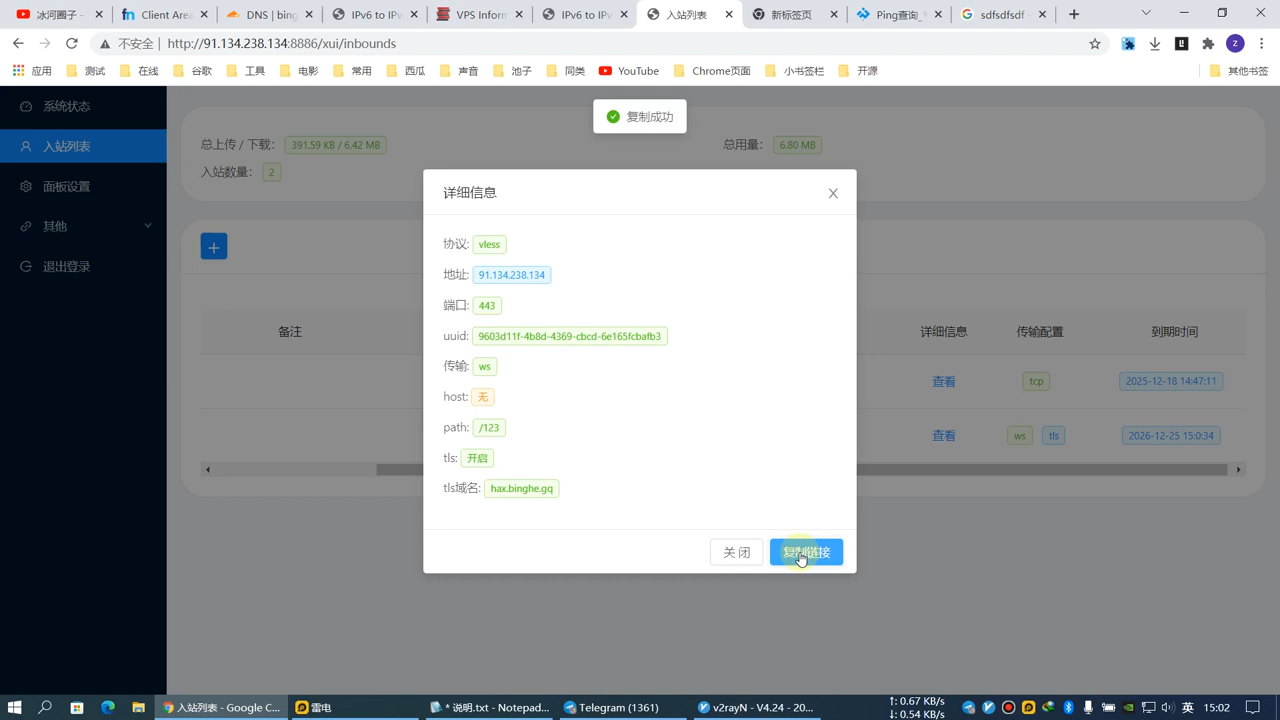 冰河圈子 -
Client Area
DNS | bing
IPv6 to IPv
VPS Inform
IPv6 to IPv
入站列表
新标签页
Ping查询_
sdfsdfsdf -
不安全 | http://91.134.238.134:8886/xui/inbounds
Z
应用
测试
在线
谷歌
工具
电影
常用
西瓜
声音
池子
同类
YouTube
Chrome页面
小书签栏
开源
其他书签
系统状态
入站列表
面板设置
其他
退出登录
复制成功
总上传 / 下载: 391.59 KB / 6.42 MB
总用量: 6.80 MB
入站数量: 2
+
备注
详细信息
传输配置
到期时间
查看
tcp
2025-12-18 14:47:11
查看
ws
tls
2026-12-25 15:0:34
详细信息
协议: vless
地址: 91.134.238.134
端口: 443
uuid: 9603d11f-4b8d-4369-cbcd-6e165fcbafb3
传输: ws
host: 无
path: /123
tls: 开启
tls域名: hax.binghe.gq
关 闭
复制链接
入站列表 - Google C...
雷电
* 说明.txt - Notepad...
Telegram (1361)
v2rayN - V4.24 - 20...
↑: 0.67 KB/s
↓: 0.54 KB/s
英
15:02